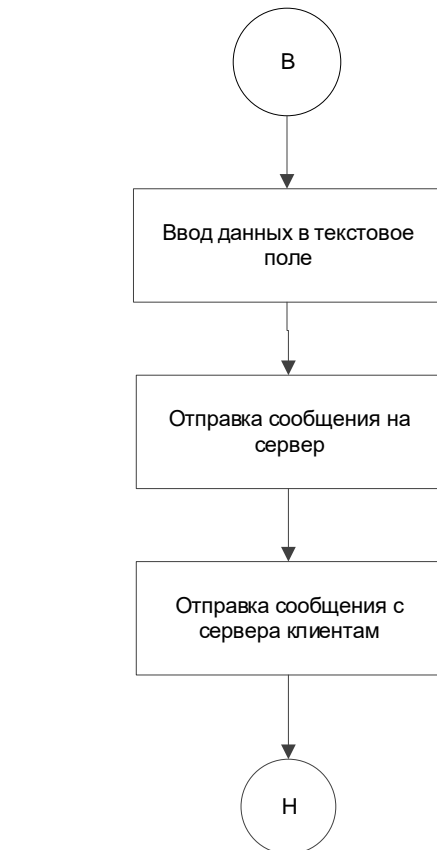 В
Ввод данных в текстовое
поле
Отправка сообщения на
сервер
Отправка сообщения с
сервера клиентам
Н